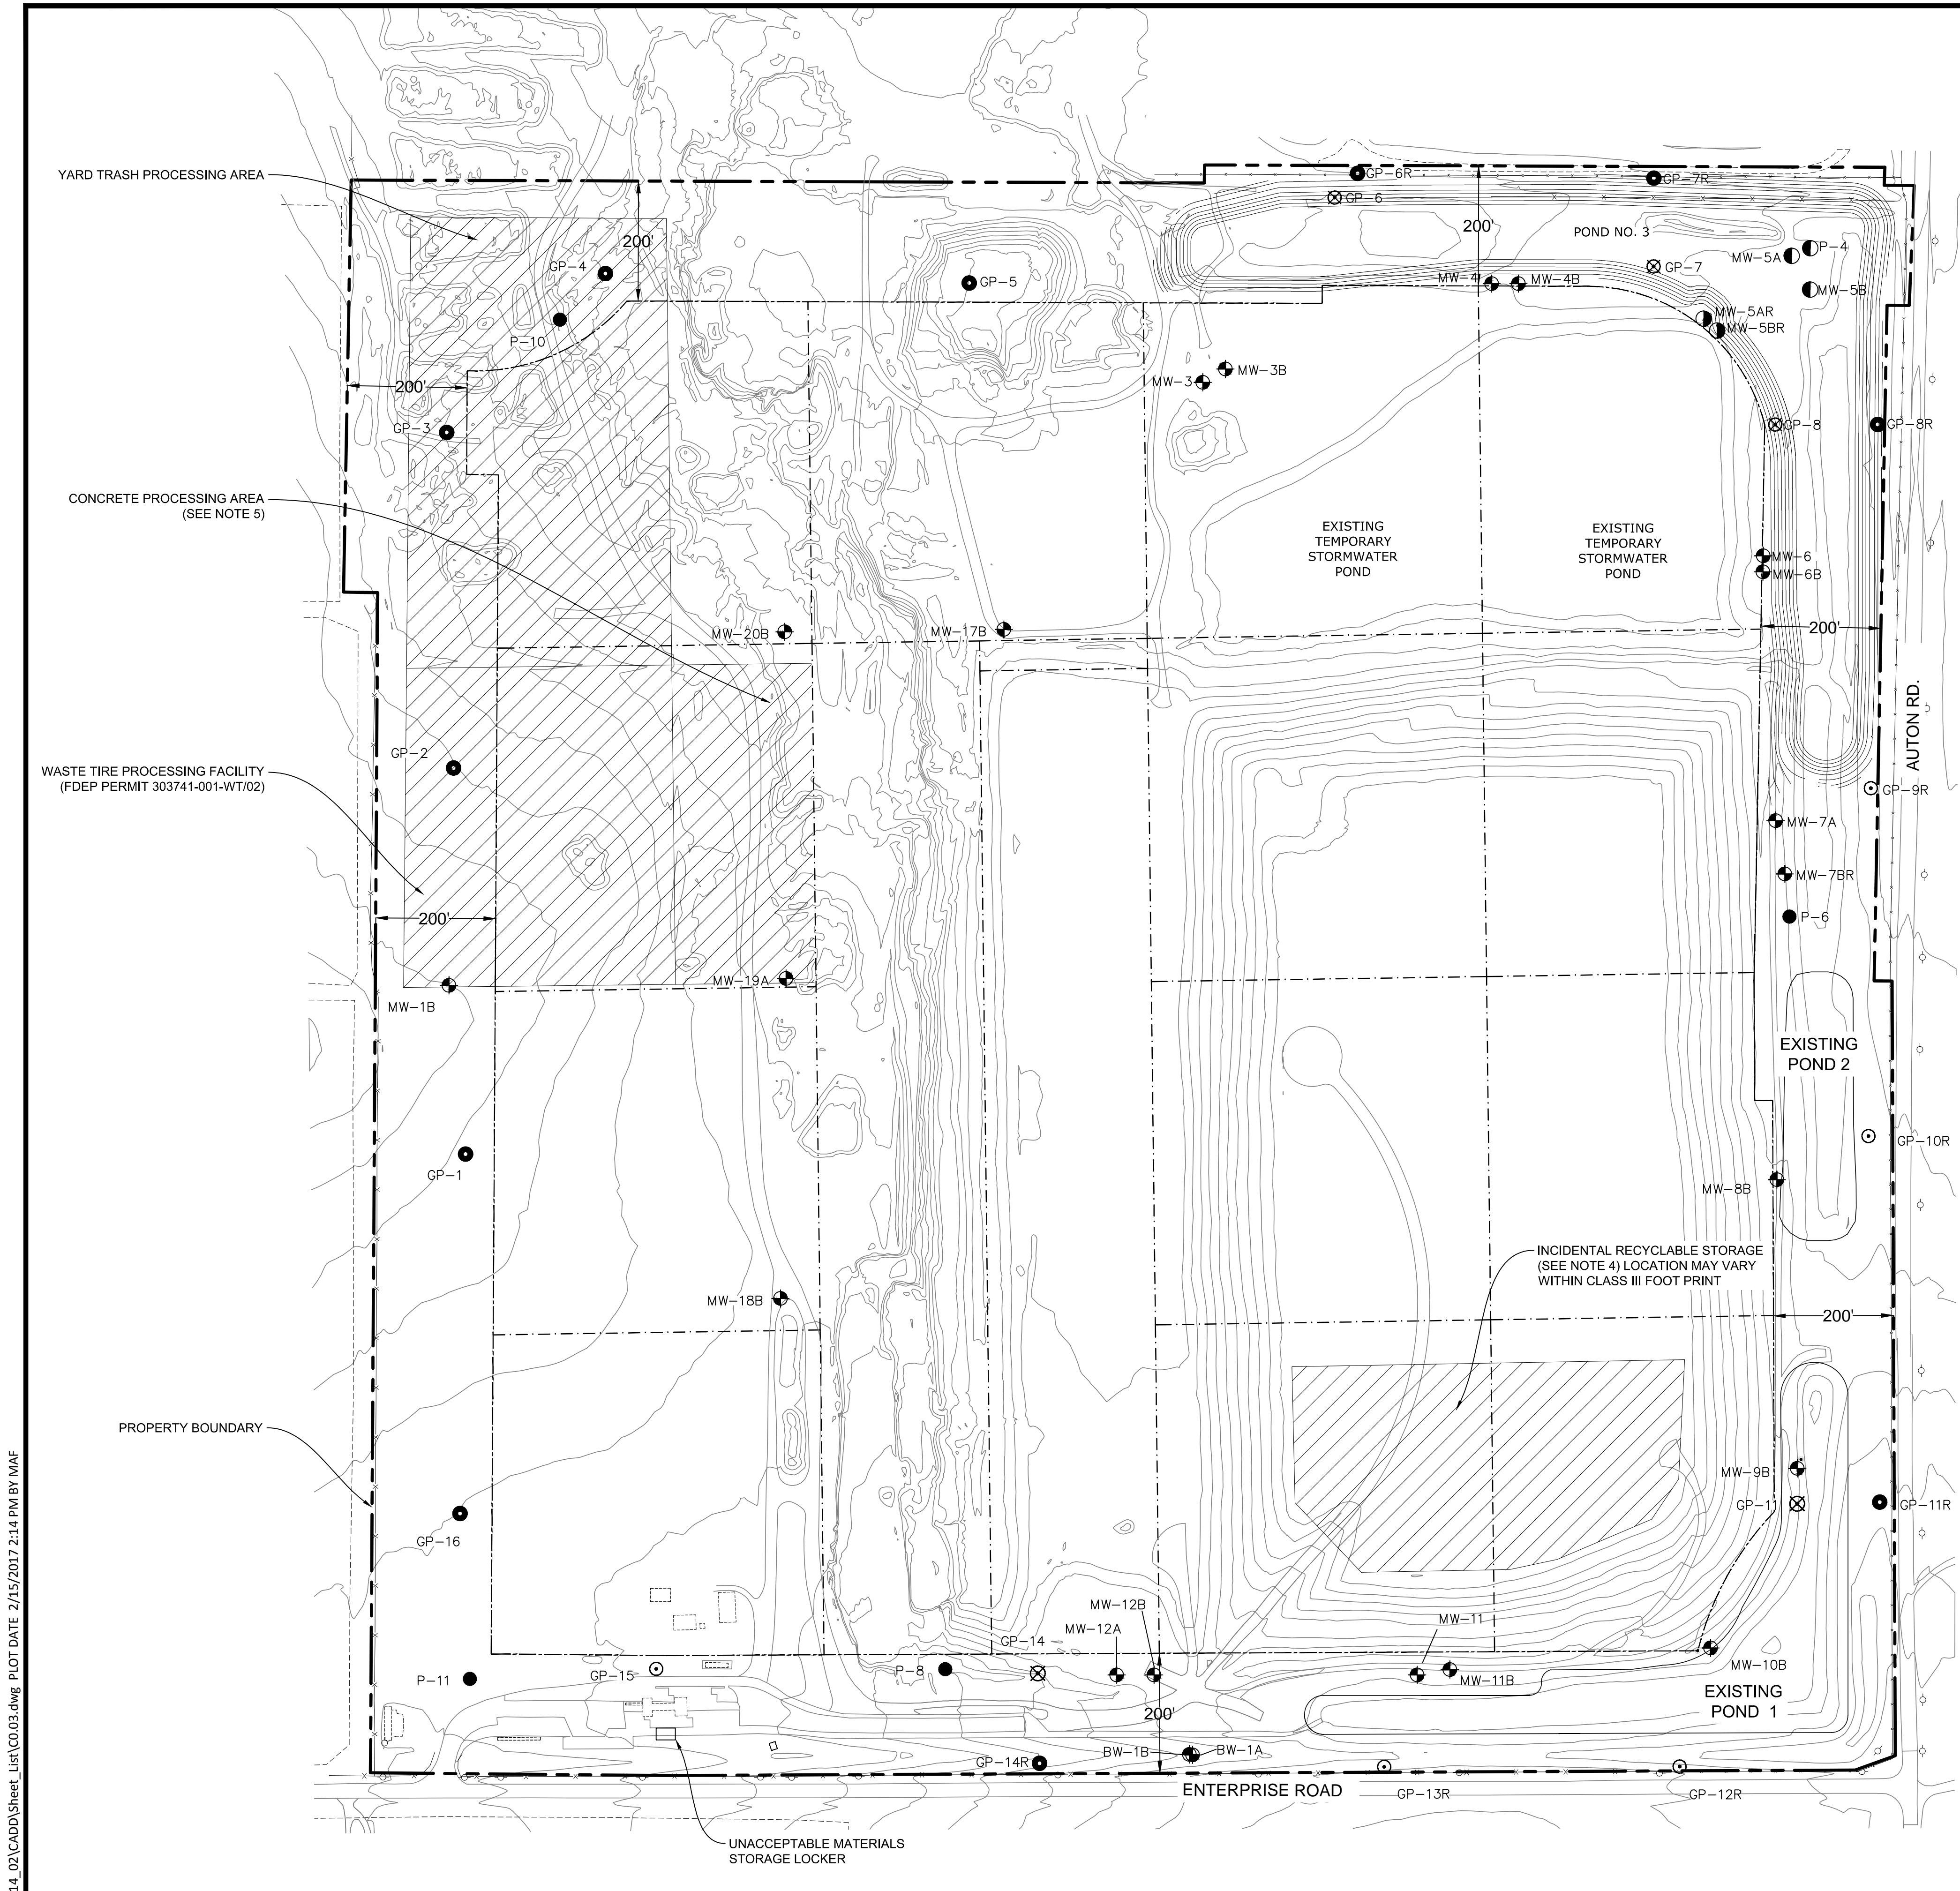 GP-6R
GP-7R
YARD TRASH PROCESSING AREA
GP-6
200'
200'
POND NO. 3
P-4
MW-5A
GP-4
GP-5
GP-7
MW-4
MW-4B
MW-5B
MW-5AR
MW-5BR
P-10
MW-3
MW-3B
200'
GP-3
GP-8
GP-8R
CONCRETE PROCESSING AREA
(SEE NOTE 5)
EXISTING
TEMPORARY
STORMWATER
POND
EXISTING
TEMPORARY
STORMWATER
POND
MW-6
MW-6B
MW-20B
MW-17B
200'
AUTON RD.
GP-2
WASTE TIRE PROCESSING FACILITY
(FDEP PERMIT 303741-001-WT/02)
GP-9R
MW-7A
MW-7BR
200'
P-6
MW-19A
MW-1B
EXISTING
POND 2
GP-10R
GP-1
MW-8B
INCIDENTAL RECYCLABLE STORAGE
(SEE NOTE 4) LOCATION MAY VARY
WITHIN CLASS III FOOT PRINT
MW-18B
200'
PROPERTY BOUNDARY
MW-9B
GP-11
GP-11R
GP-16
MW-12B
MW-12A
MW-11
GP-14
P-11
GP-15
P-8
MW-11B
MW-10B
EXISTING
POND 1
200'
GP-14R
BW-1B
BW-1A
ENTERPRISE ROAD
GP-13R
GP-12R
UNACCEPTABLE MATERIALS
STORAGE LOCKER
14_02\CADD\Sheet_List\C0.03.dwg PLOT DATE 2/15/2017 2:14 PM BY MAF